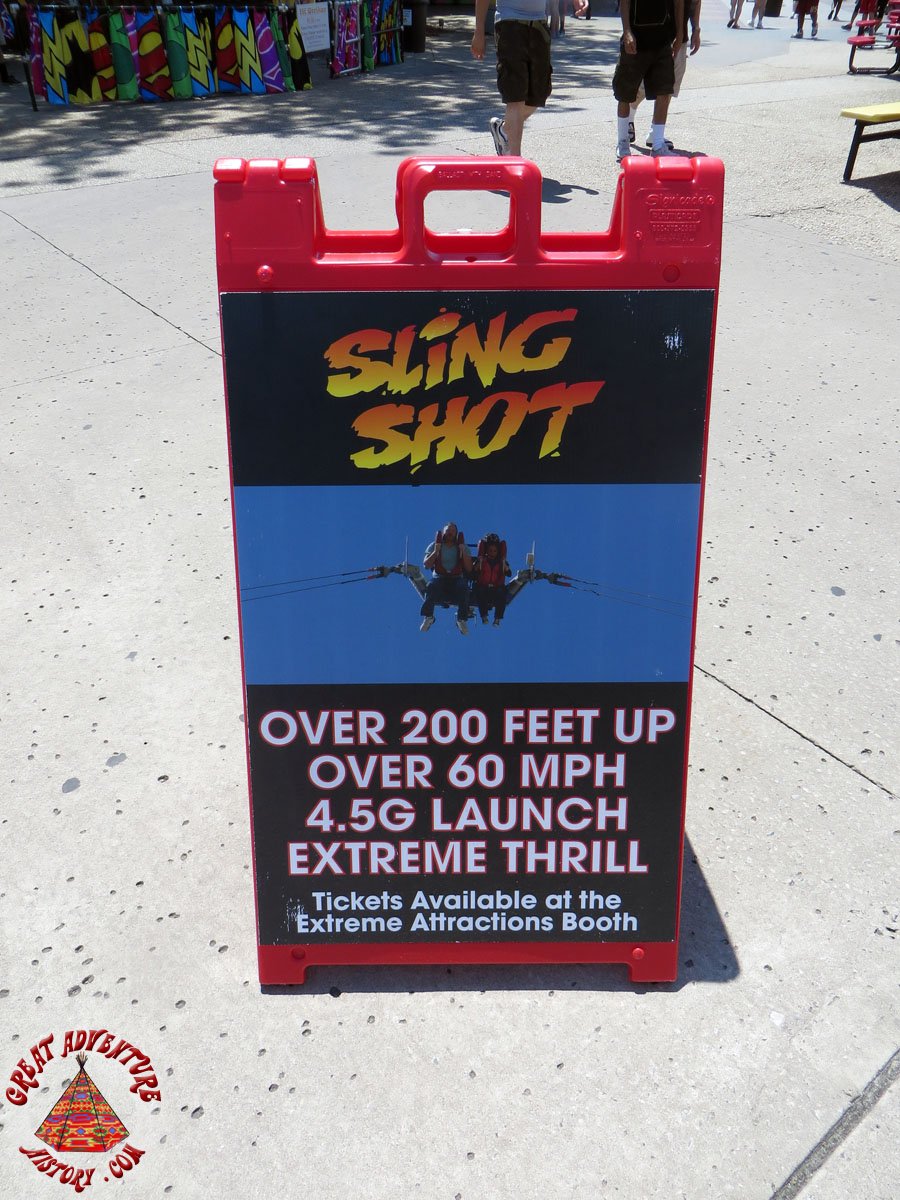 SLING
SHOT
OVER 200 FEET UP
OVER 60 MPH
4.5G LAUNCH
EXTREME THRILL
Tickets Available at the
Extreme Attractions Booth
GREAT ADVENTURE
HISTORY.COM